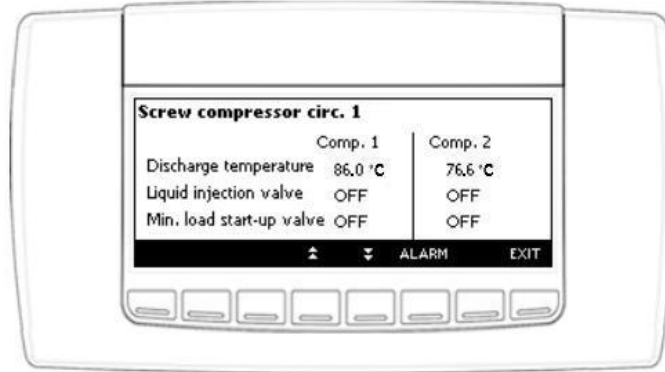 Screw compressor circ. 1
Comp. 1 Comp. 2
Discharge temperature 86.0 °C 76.6 °C
Liquid injection valve OFF OFF
Min. load start-up valve OFF OFF
ALARM EXIT